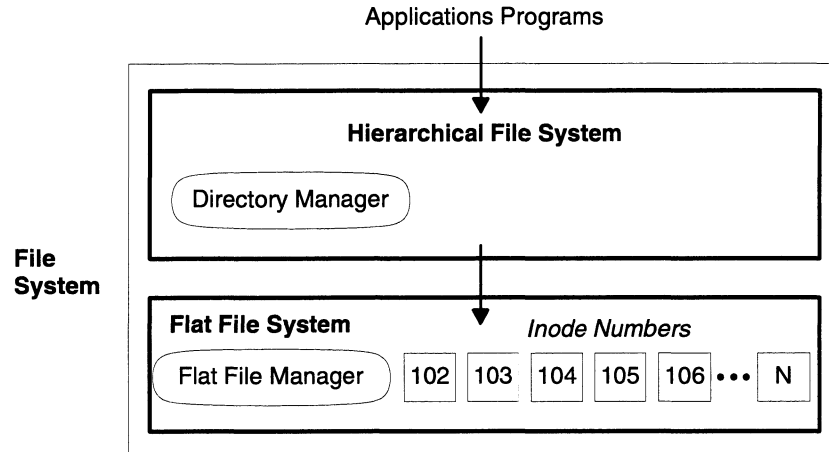 Applications Programs
Hierarchical File System
Directory Manager
File
System
Flat File System
Inode Numbers
Flat File Manager
102 103 104 105 106 ••• N